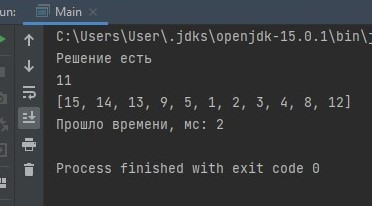 un:
Main
C:\Users\User\.jdks\openjdk-15.0.1\bin\j
Решение есть
11
[15, 14, 13, 9, 5, 1, 2, 3, 4, 8, 12]
Прошло времени, мс: 2
Process finished with exit code 0